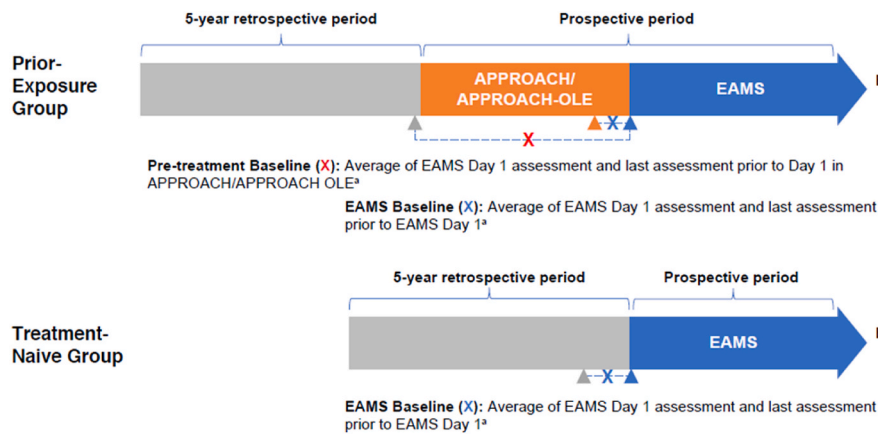 5-year retrospective period
Prospective period
Prior-
Exposure
Group
APPROACH/
APPROACH-OLE
EAMS
X
X
Pre-treatment Baseline (X): Average of EAMS Day 1 assessment and last assessment prior to Day 1 in
APPROACH/APPROACH OLEª
EAMS Baseline (X): Average of EAMS Day 1 assessment and last assessment
prior to EAMS Day 1ª
5-year retrospective period
Prospective period
Treatment-
Naive Group
EAMS
X
EAMS Baseline (X): Average of EAMS Day 1 assessment and last assessment
prior to EAMS Day 1ª